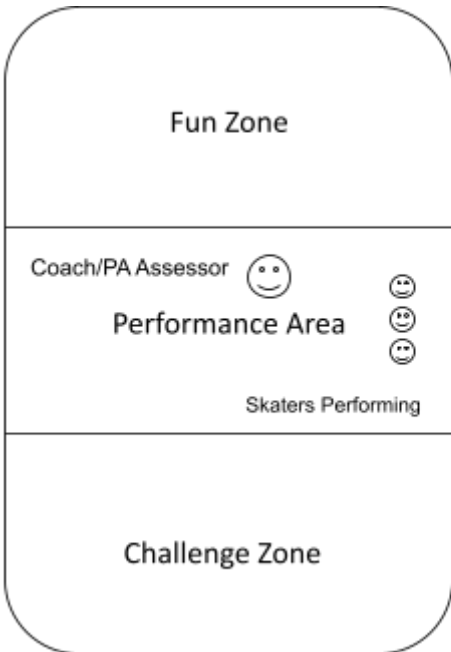 Fun Zone
Coach/PA Assessor
Performance Area
Skaters Performing
Challenge Zone